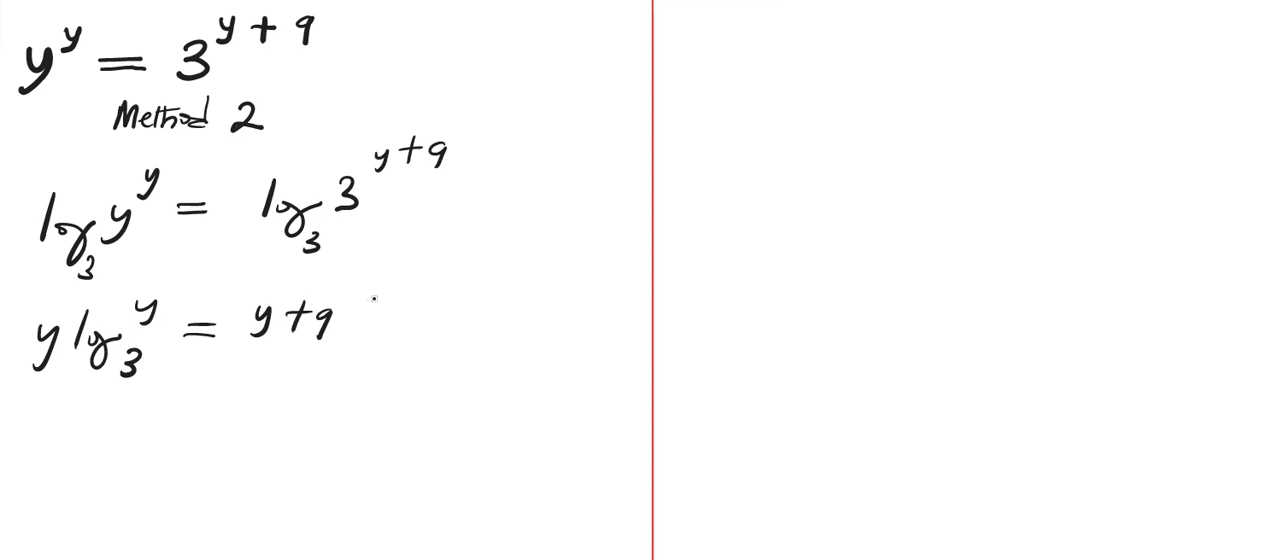 y^y = 3^{y+9}
Method 2
log_3 y^y = log_3 3^{y+9}
y log_3 y = y+9